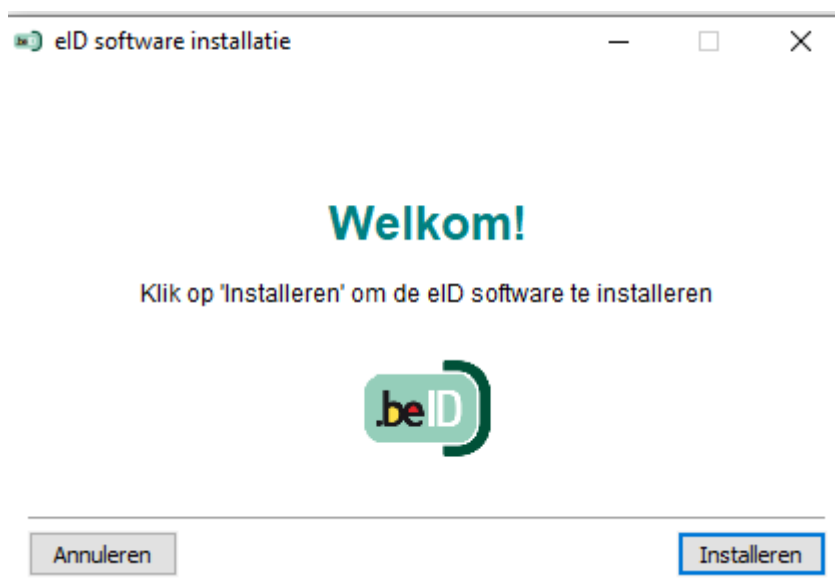 eID software installatie
Welkom!
Klik op 'Installeren' om de eID software te installeren
.beID
Annuleren
Installeren